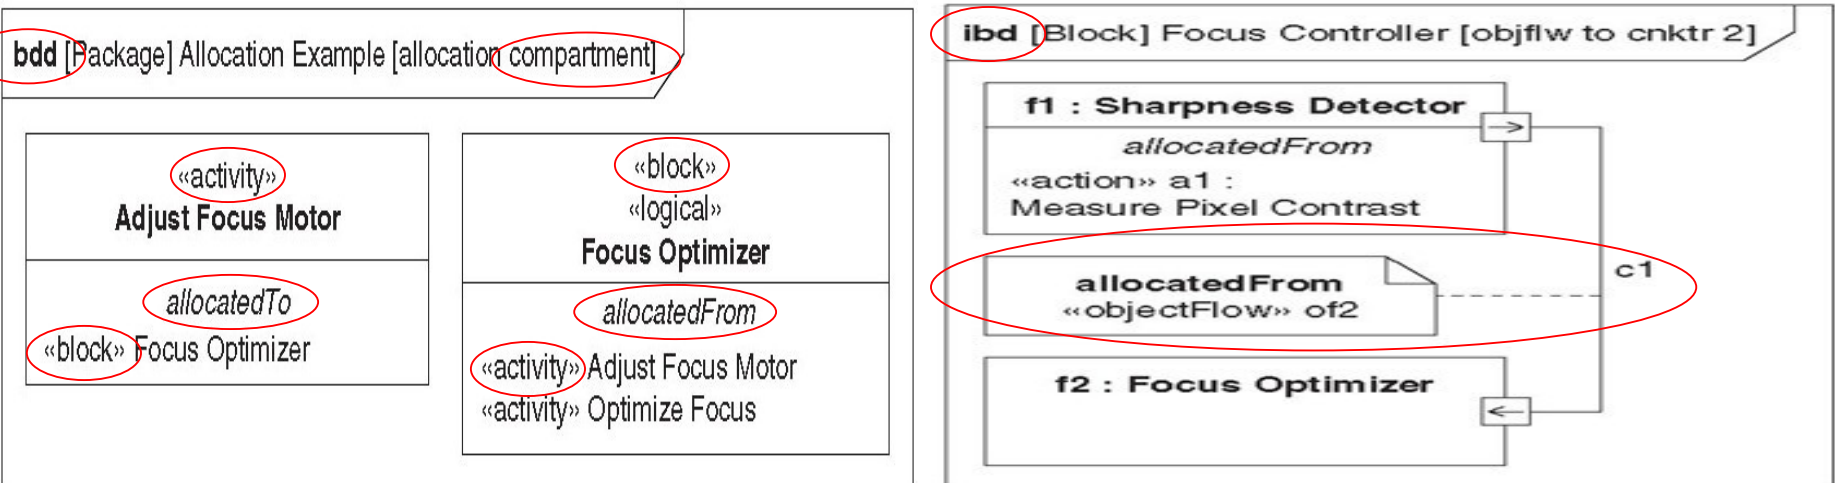 bdd [Package] Allocation Example [allocation compartment]
«activity»
Adjust Focus Motor
allocatedTo
«block» Focus Optimizer
«block»
«logical»
Focus Optimizer
allocatedFrom
«activity» Adjust Focus Motor
«activity» Optimize Focus
ibd [Block] Focus Controller [objflw to cnktr 2]
f1 : Sharpness Detector
allocatedFrom
«action» a1 :
Measure Pixel Contrast
allocatedFrom
«objectFlow» of2
c1
f2 : Focus Optimizer